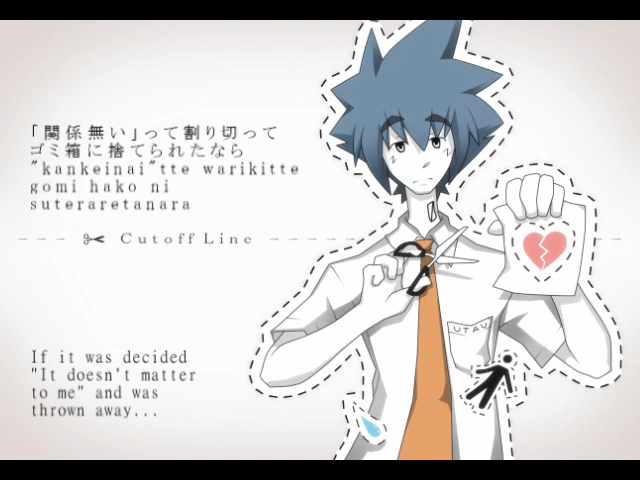 「関係無い」って割り切って
ゴミ箱に捨てられたなら
"kankeinai"tte warikitte
gomi hako ni
suteraretanara
Cutoff Line
UTAU
If it was decided
"It doesn't matter
to me" and was
thrown away...